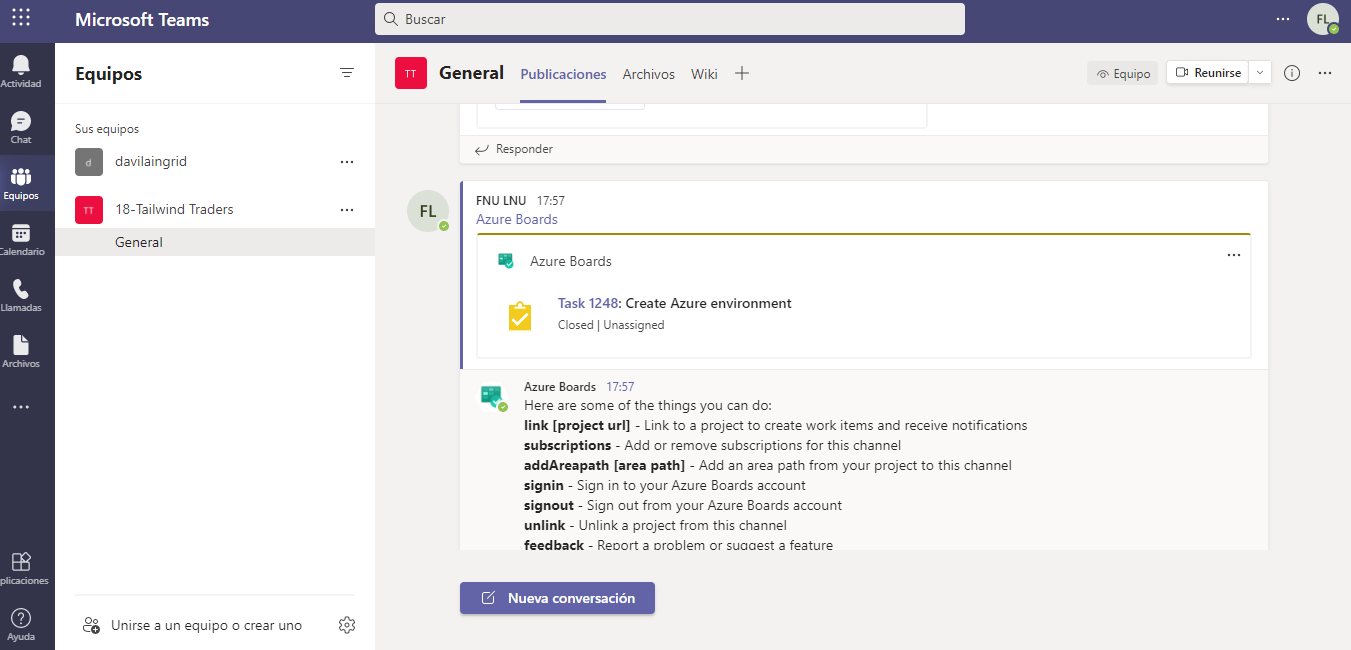 Microsoft Teams
Buscar
FL
Actividad
Chat
Equipos
Calendario
Llamadas
Archivos
plicaciones
Ayuda
Equipos
Sus equipos
d
davilaingrid
TT
18-Tailwind Traders
General
Unirse a un equipo o crear uno
TT
General
Publicaciones
Archivos
Wiki
Equipo
Reunirse
Responder
FL
FNU LNU 17:57
Azure Boards
Azure Boards
Task 1248: Create Azure environment
Closed | Unassigned
Azure Boards 17:57
Here are some of the things you can do:
link [project url] - Link to a project to create work items and receive notifications
subscriptions - Add or remove subscriptions for this channel
addAreapath [area path] - Add an area path from your project to this channel
signin - Sign in to your Azure Boards account
signout - Sign out from your Azure Boards account
unlink - Unlink a project from this channel
feedback - Report a problem or suggest a feature
Nueva conversación